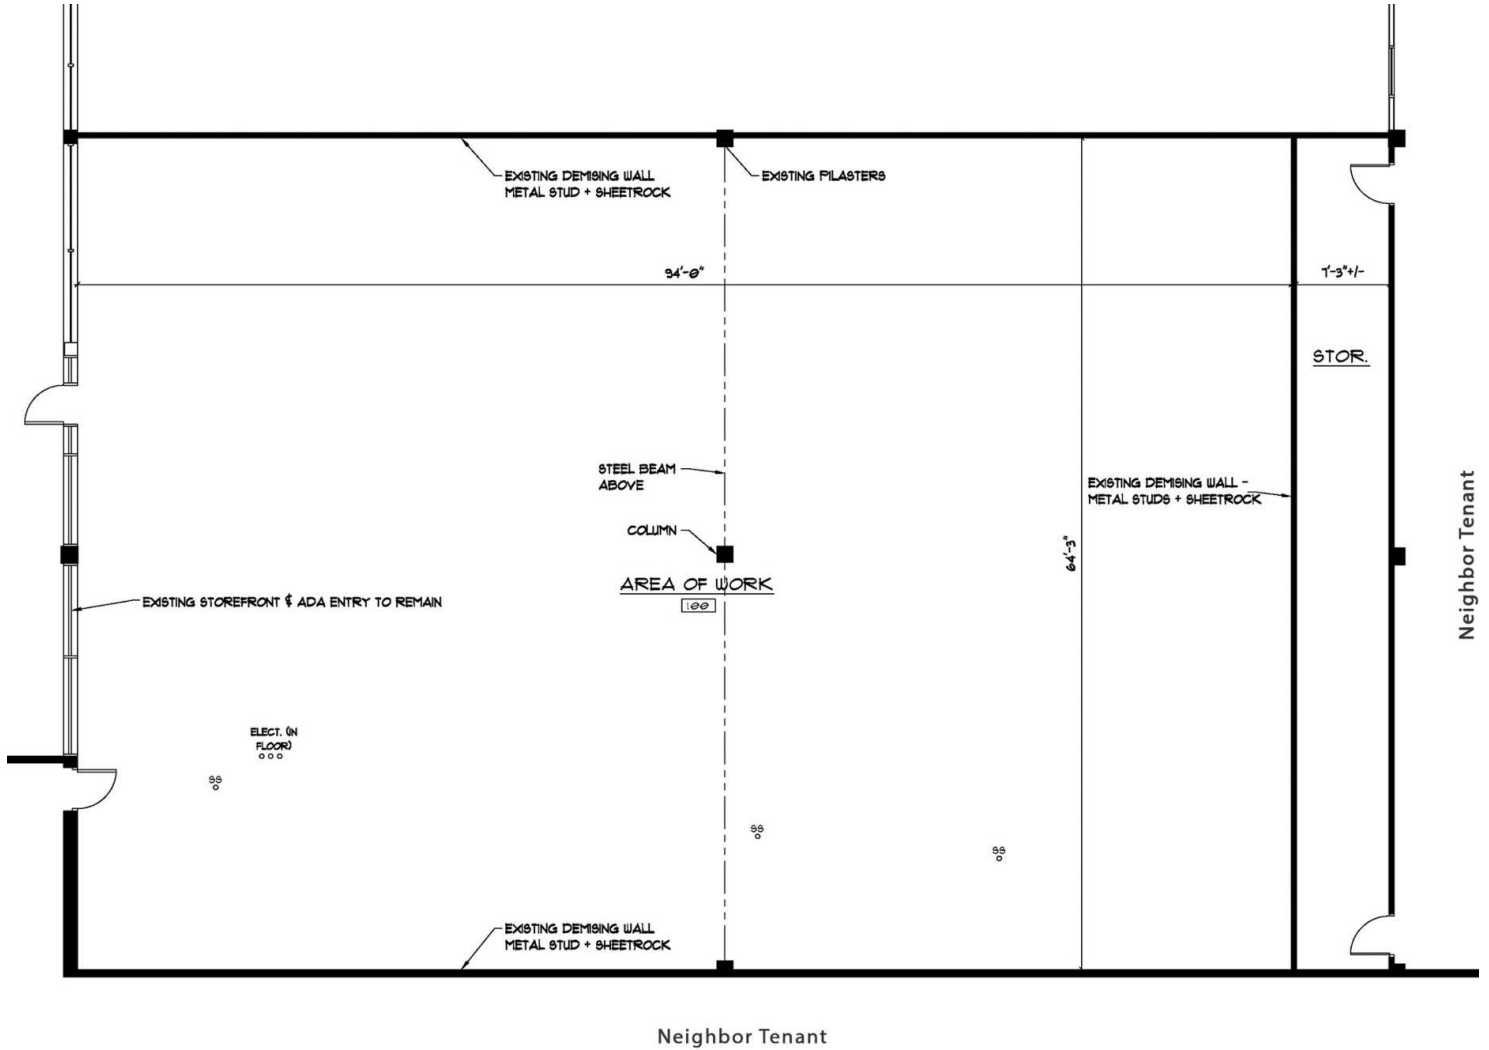 EXISTING DEMISING WALL
METAL STUD + SHEETROCK
EXISTING PILASTERS
94'-0"
7'-3"+/-
STOR.
STEEL BEAM
ABOVE
EXISTING DEMISING WALL -
METAL STUDS + SHEETROCK
COLUMN
64'-3"
AREA OF WORK
100
EXISTING STOREFRONT & ADA ENTRY TO REMAIN
Neighbor Tenant
ELECT. (IN
FLOOR)
SS
SS
SS
EXISTING DEMISING WALL
METAL STUD + SHEETROCK
Neighbor Tenant